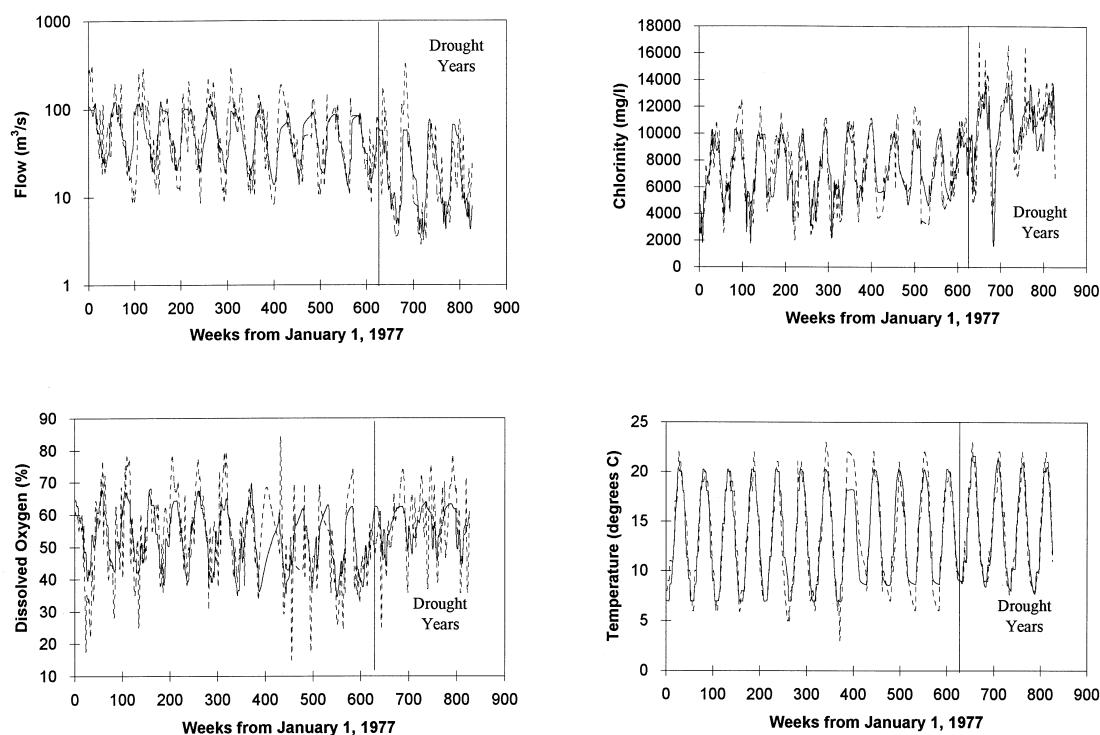 1000
100
10
1
Flow (m³/s)
Drought
Years
0 100 200 300 400 500 600 700 800 900
Weeks from January 1, 1977
18000
16000
14000
12000
10000
8000
6000
4000
2000
0
Chlorinity (mg/l)
Drought
Years
0 100 200 300 400 500 600 700 800 900
Weeks from January 1, 1977
90
80
70
60
50
40
30
20
10
Dissolved Oxygen (%)
Drought
Years
0 100 200 300 400 500 600 700 800 900
Weeks from January 1, 1977
25
20
15
10
5
0
Temperature (degrees C)
Drought
Years
0 100 200 300 400 500 600 700 800 900
Weeks from January 1, 1977